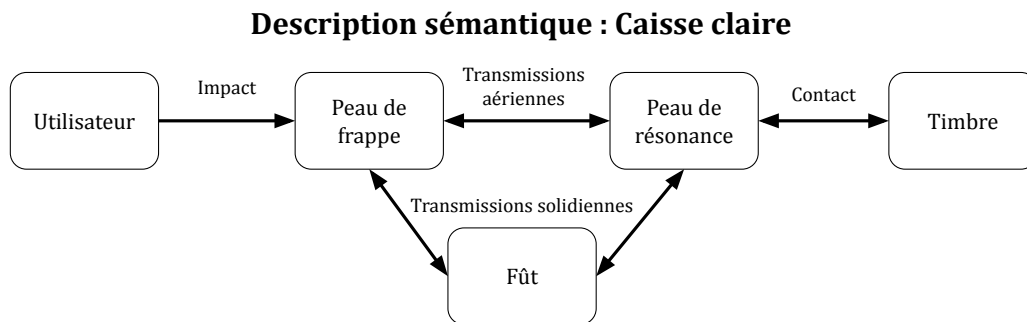 Description sémantique : Caisse claire
Utilisateur
Impact
Peau de
frappe
Transmissions
aériennes
Peau de
résonance
Contact
Timbre
Transmissions solidiennes
Fût